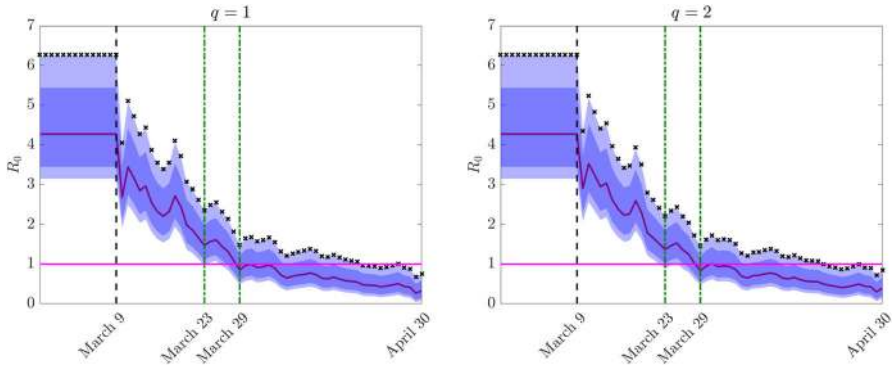 q = 1
7
6
5
4
3
2
1
0
R₀
March 9
March 23
March 29
April 30
q = 2
7
6
5
4
3
2
1
0
R₀
March 9
March 23
March 29
April 30